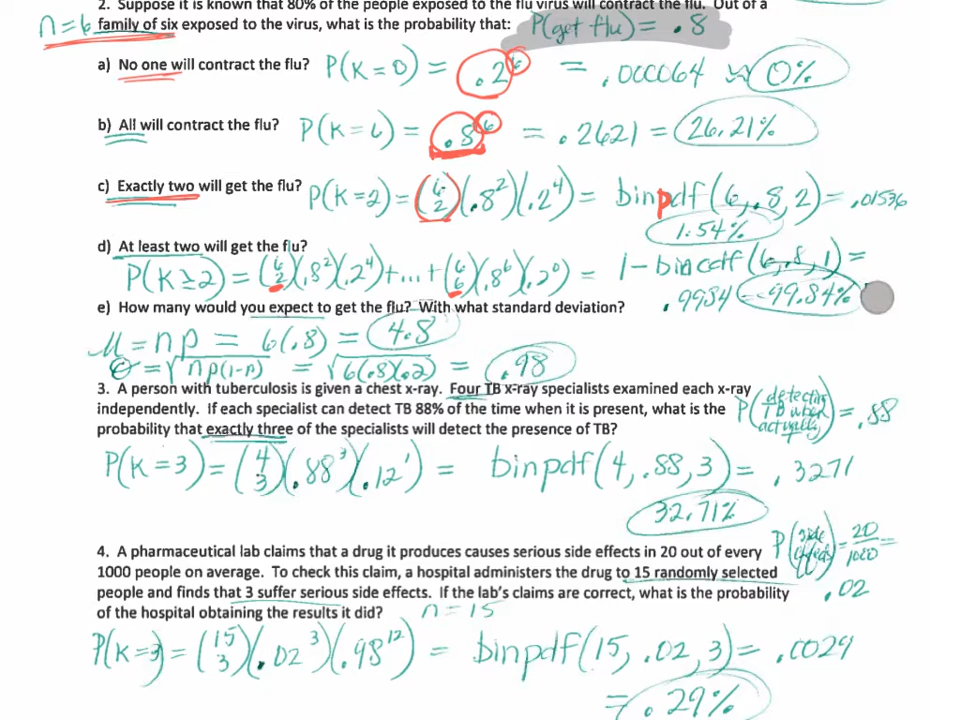 2. Suppose it is known that 80% of the people exposed to the flu virus will contract the flu. Out of a
n=6 family of six exposed to the virus, what is the probability that: P(get flu) = .8
a) No one will contract the flu? P(K=0) = .2^6 = .000064 ≈ 0%
b) All will contract the flu? P(K=6) = .8^6 = .2621 = 26.21%
c) Exactly two will get the flu? P(K=2) = (6 2)(.8^2)(.2^4) = binpdf(6,.8,2) = .01536
1.54%
d) At least two will get the flu?
P(K≥2) = (6 2)(.8^2)(.2^4)+...+(6 6)(.8^6)(.2^0) = 1-bincdf(6,.8,1) =
.9984 = 99.84%
e) How many would you expect to get the flu? With what standard deviation?
μ = np = 6(.8) = 4.8
σ = √np(1-p) = √6(.8)(.2) = .98
3. A person with tuberculosis is given a chest x-ray. Four TB x-ray specialists examined each x-ray
independently. If each specialist can detect TB 88% of the time when it is present, what is the
probability that exactly three of the specialists will detect the presence of TB?
P(detecting TB when actually) = .88
P(K=3) = (4 3)(.88^3)(.12^1) = binpdf(4, .88, 3) = .3271
32.71%
4. A pharmaceutical lab claims that a drug it produces causes serious side effects in 20 out of every
1000 people on average. To check this claim, a hospital administers the drug to 15 randomly selected
people and finds that 3 suffer serious side effects. If the lab's claims are correct, what is the probability
of the hospital obtaining the results it did? n=15
P(side effects) = 20/1000 =
.02
P(K=3) = (15 3)(.02^3)(.98^12) = binpdf(15, .02, 3) = .0029
= .29%